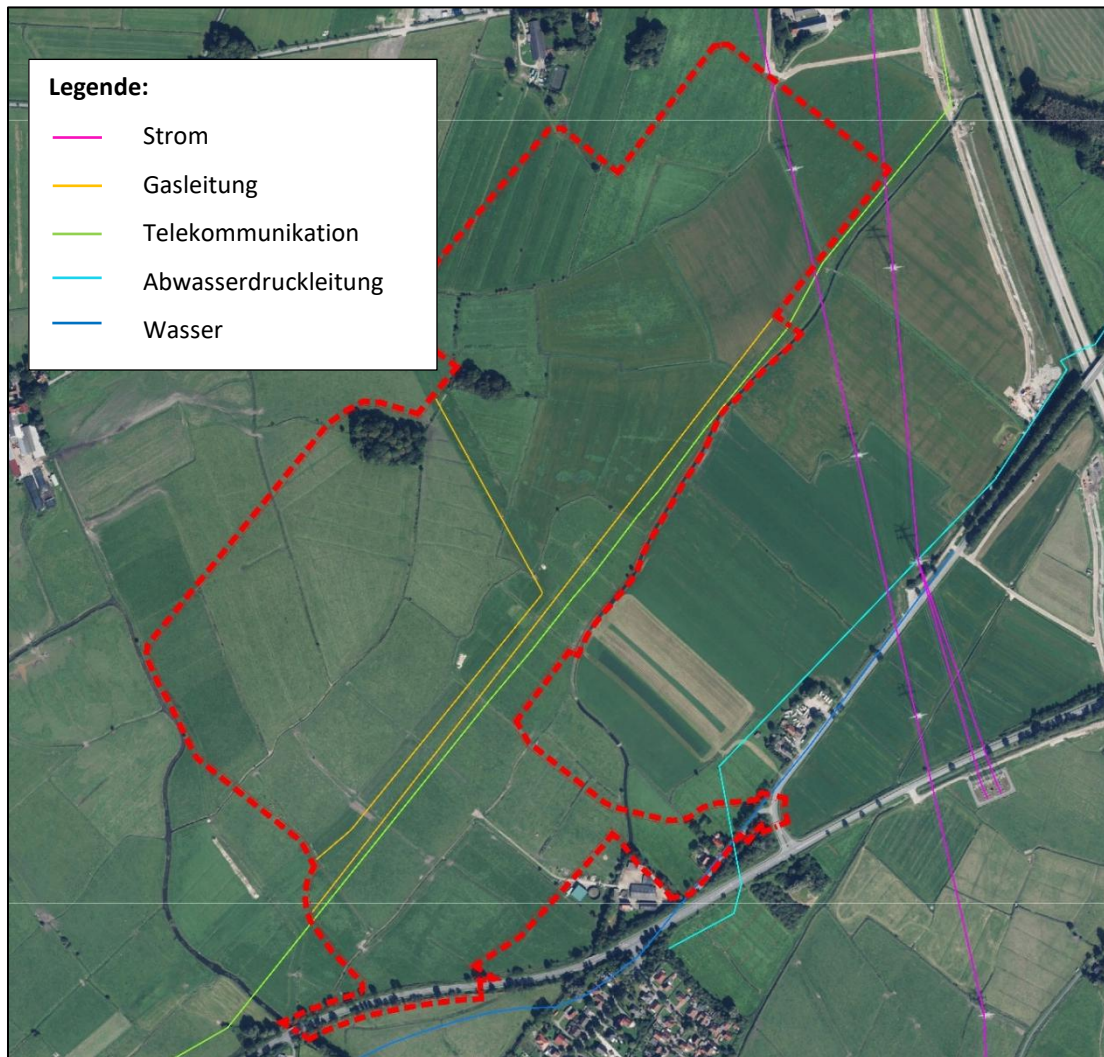 Legende:
Strom
Gasleitung
Telekommunikation
Abwasserdruckleitung
Wasser